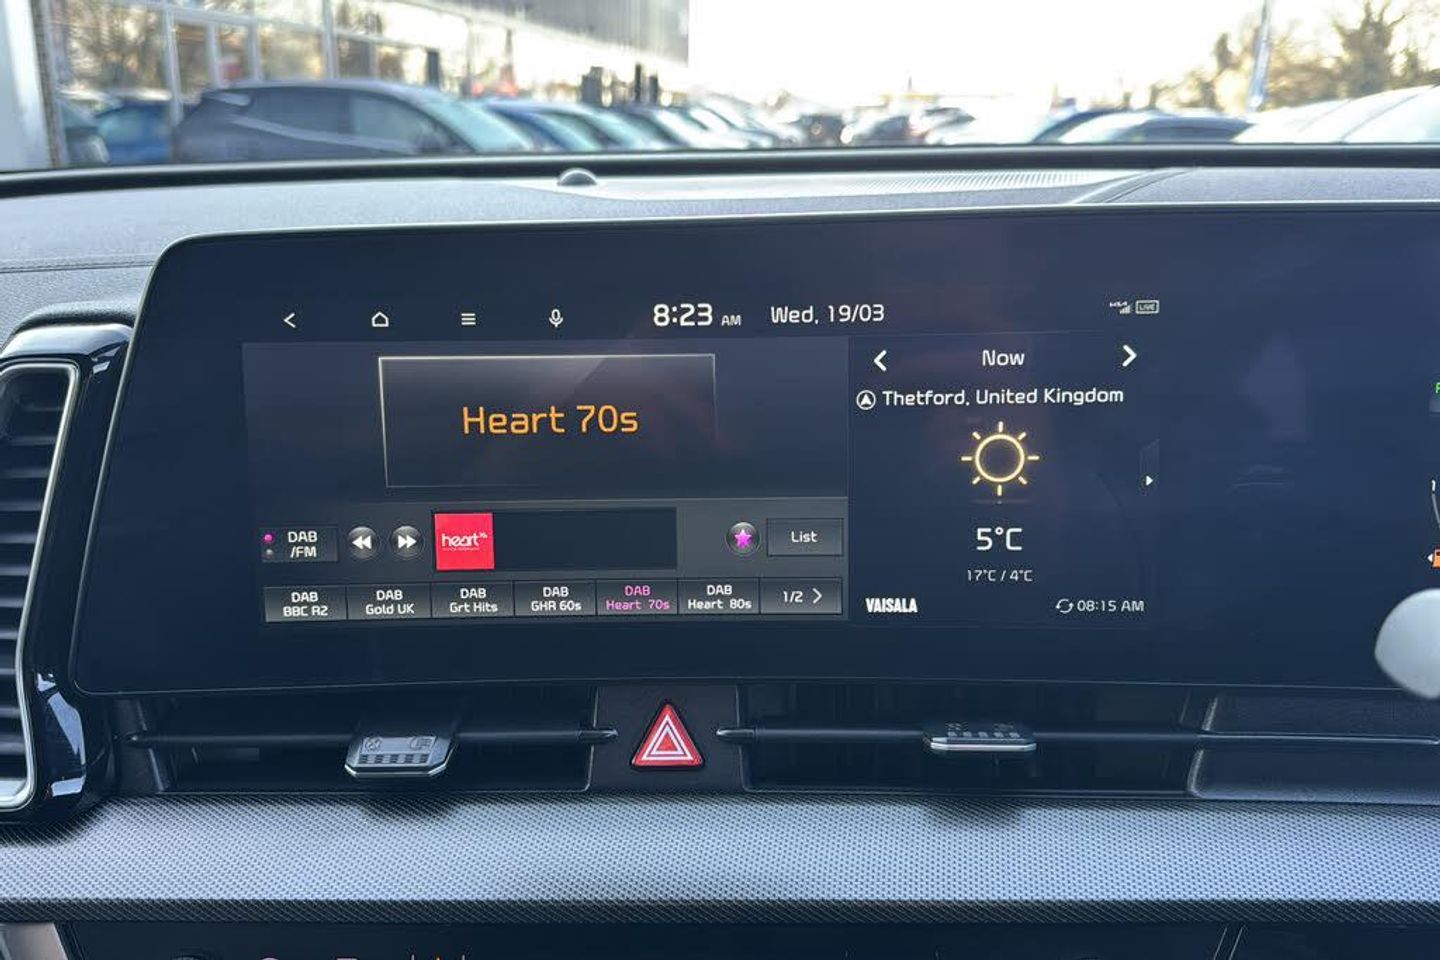 8:23 AM Wed, 19/03
LIVE
Heart 70s
Now
Thetford, United Kingdom
5°C
17°C / 4°C
VAISALA
08:15 AM
DAB
/FM
heart
List
DAB
BBC R2
DAB
Gold UK
DAB
Grt Hits
DAB
GHR 60s
DAB
Heart 70s
DAB
Heart 80s
1/2